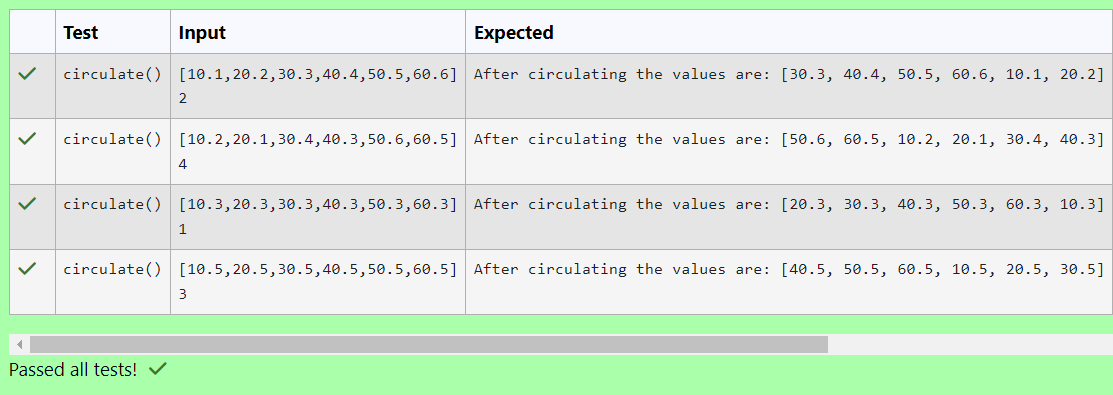 Test Input Expected
circulate() [10.1,20.2,30.3,40.4,50.5,60.6] After circulating the values are: [30.3, 40.4, 50.5, 60.6, 10.1, 20.2]
2
circulate() [10.2,20.1,30.4,40.3,50.6,60.5] After circulating the values are: [50.6, 60.5, 10.2, 20.1, 30.4, 40.3]
4
circulate() [10.3,20.3,30.3,40.3,50.3,60.3] After circulating the values are: [20.3, 30.3, 40.3, 50.3, 60.3, 10.3]
1
circulate() [10.5,20.5,30.5,40.5,50.5,60.5] After circulating the values are: [40.5, 50.5, 60.5, 10.5, 20.5, 30.5]
3
Passed all tests!